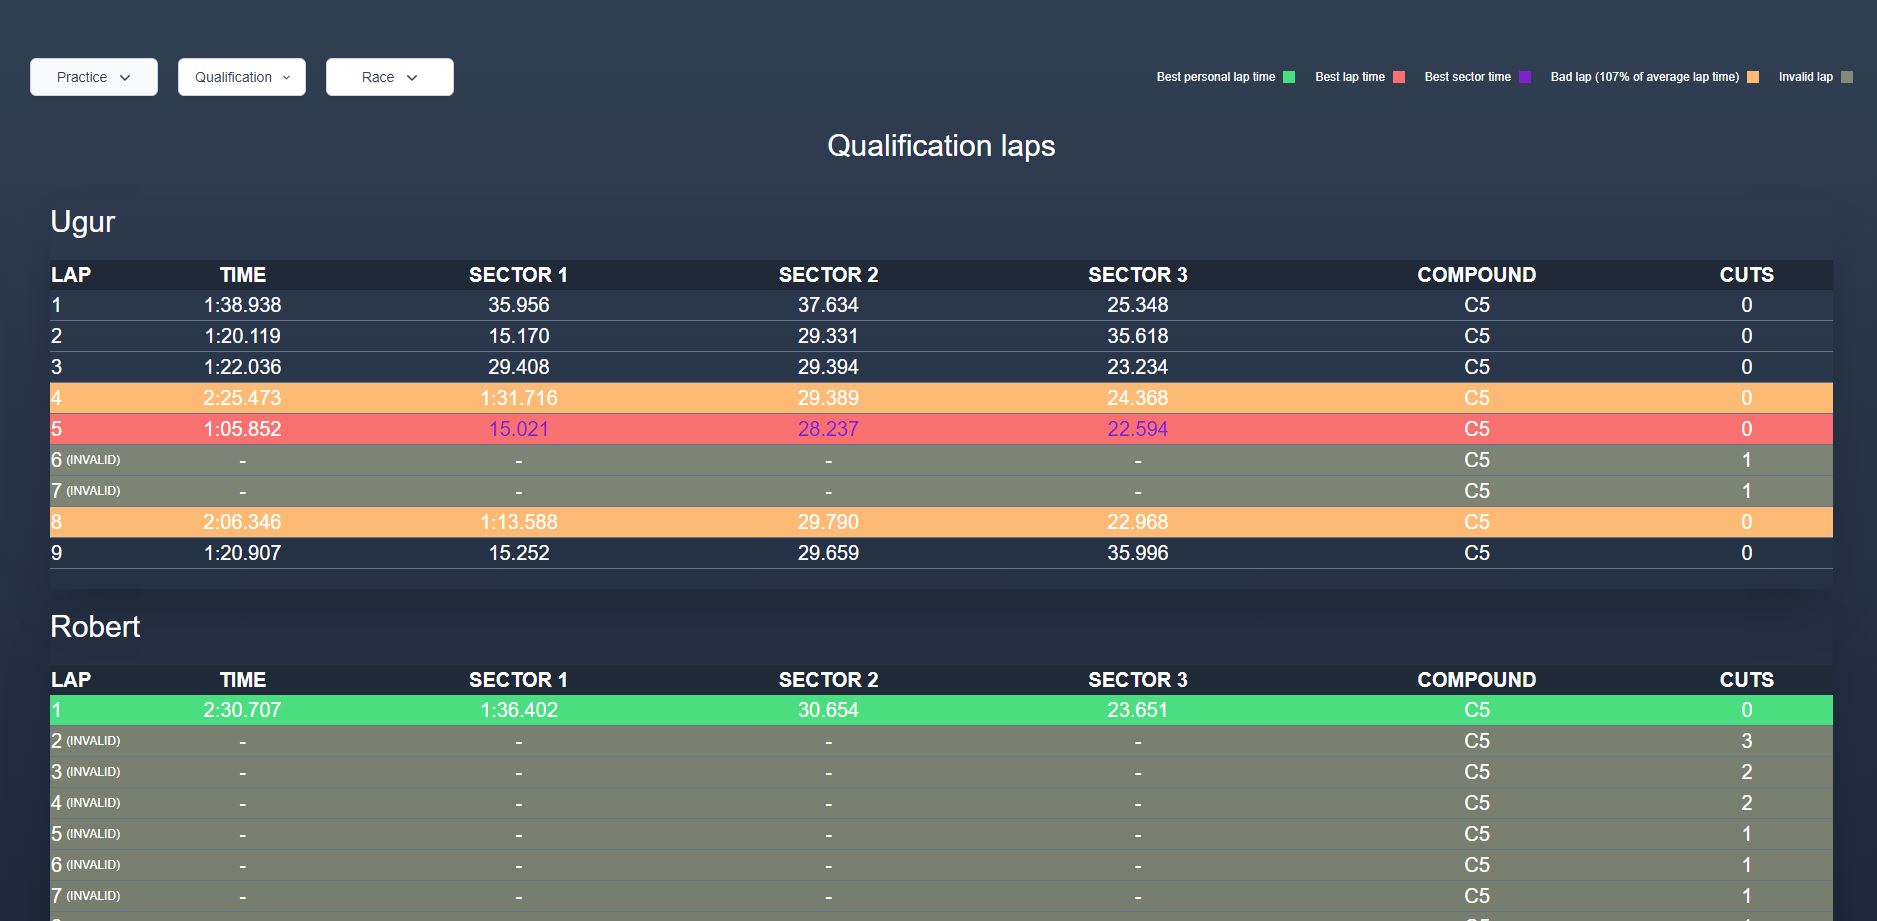 Practice Qualification Race Best personal lap time Best lap time Best sector time Bad lap (107% of average lap time) Invalid lap
Qualification laps
Ugur
LAP TIME SECTOR 1 SECTOR 2 SECTOR 3 COMPOUND CUTS
1 1:38.938 35.956 37.634 25.348 C5 0
2 1:20.119 15.170 29.331 35.618 C5 0
3 1:22.036 29.408 29.394 23.234 C5 0
4 2:25.473 1:31.716 29.389 24.368 C5 0
5 1:05.852 15.021 28.237 22.594 C5 0
6 (INVALID) - - - - C5 1
7 (INVALID) - - - - C5 1
8 2:06.346 1:13.588 29.790 22.968 C5 0
9 1:20.907 15.252 29.659 35.996 C5 0
Robert
LAP TIME SECTOR 1 SECTOR 2 SECTOR 3 COMPOUND CUTS
1 2:30.707 1:36.402 30.654 23.651 C5 0
2 (INVALID) - - - - C5 3
3 (INVALID) - - - - C5 2
4 (INVALID) - - - - C5 2
5 (INVALID) - - - - C5 1
6 (INVALID) - - - - C5 1
7 (INVALID) - - - - C5 1